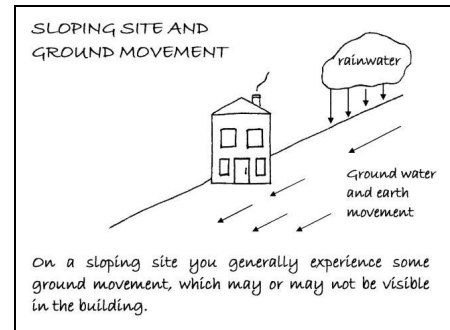 SLOPING SITE AND
GROUND MOVEMENT
rainwater
Ground water
and earth
movement
On a sloping site you generally experience some
ground movement, which may or may not be visible
in the building.